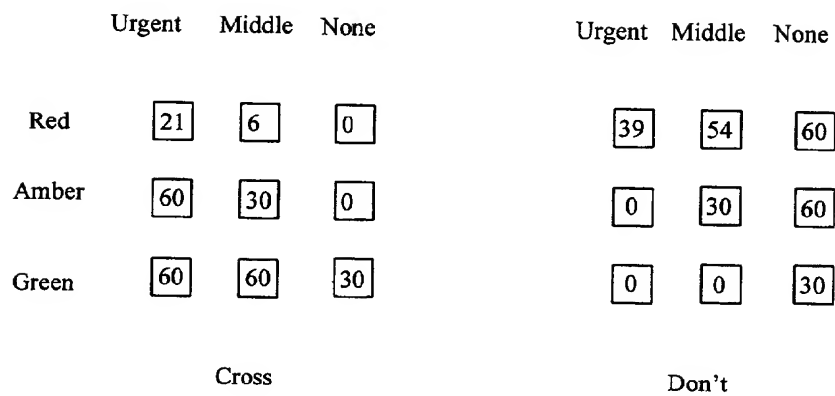 Urgent Middle None Urgent Middle None
Red 21 6 0 39 54 60
Amber 60 30 0 0 30 60
Green 60 60 30 0 0 30
Cross Don't